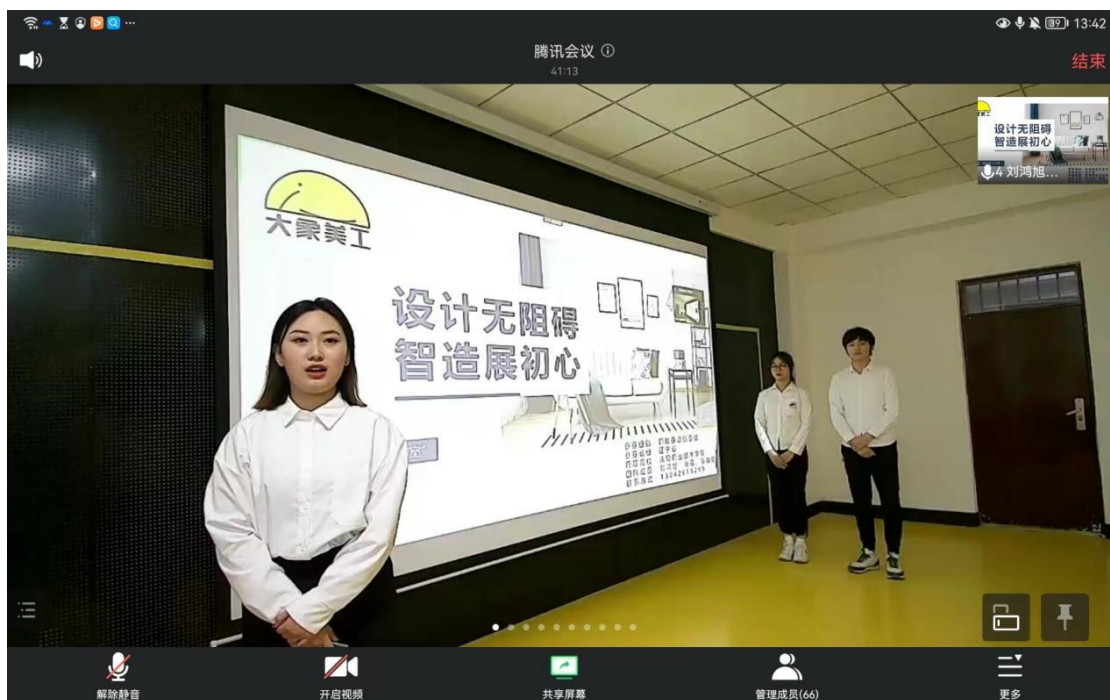 13:42
39
腾讯会议
41:13
结束
大象美工
设计无阻碍
智造展初心
设计无阻碍
智造展初心
4 刘鸿旭...
解除静音
开启视频
共享屏幕
管理成员(66)
更多